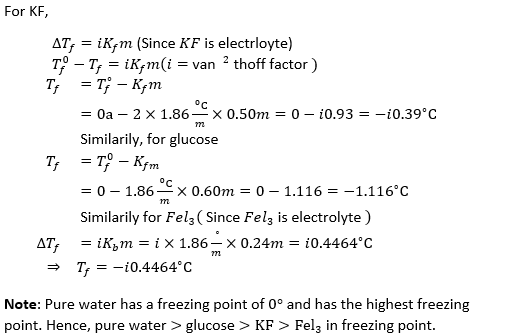 For KF,
ΔT_f = iK_f m (Since KF is electrloyte)
T_f^0 − T_f = iK_f m(i = van ² thoff factor )
T_f = T_f^° − K_f m
= 0a − 2 × 1.86 °C/m × 0.50m = 0 − i0.93 = −i0.39°C
Similarily, for glucose
T_f = T_f^0 − K_fm
= 0 − 1.86 °C/m × 0.60m = 0 − 1.116 = −1.116°C
Similarily for Fel₃ ( Since Fel₃ is electrolyte )
ΔT_f = iK_b m = i × 1.86 °/m × 0.24m = i0.4464°C
⇒ T_f = −i0.4464°C
Note: Pure water has a freezing point of 0° and has the highest freezing
point. Hence, pure water > glucose > KF > Fel₃ in freezing point.